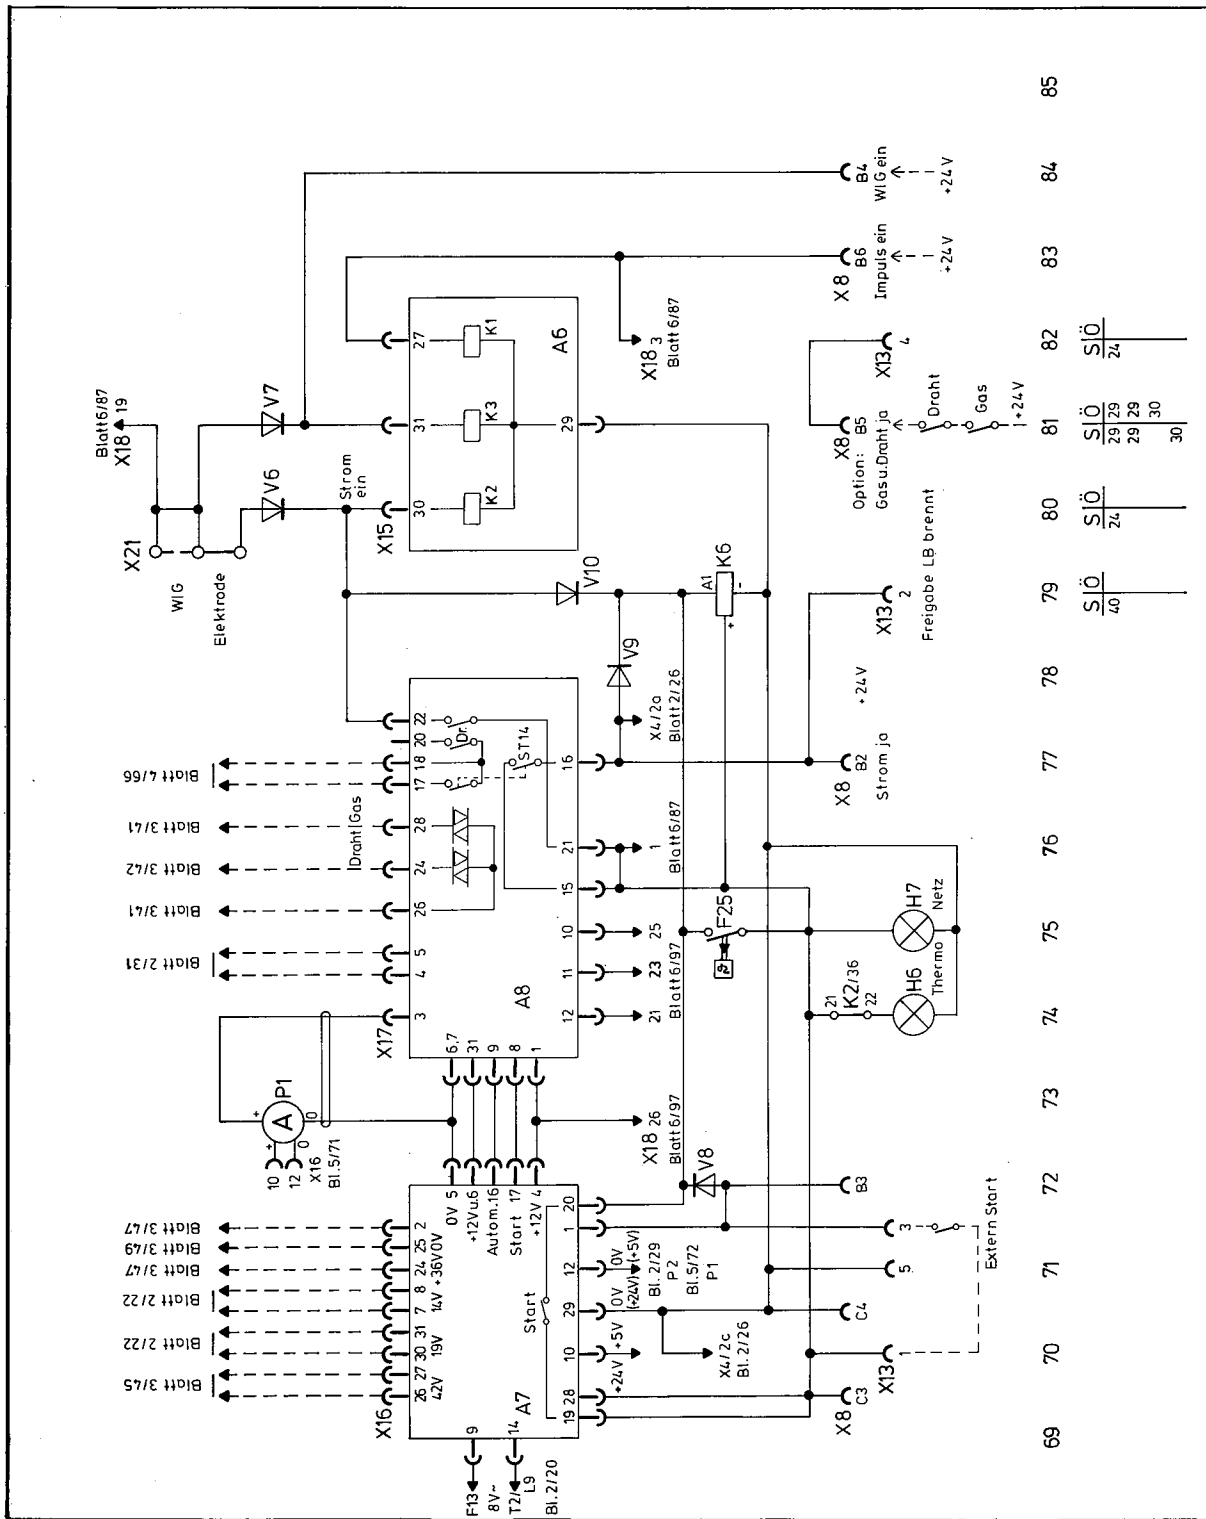 Blatt 3/45
Blatt 2/22
Blatt 2/22
Blatt 3/47
Blatt 3/49
Blatt 3/47
X16
26 27 30 31 7 8 24 25 2
42V 19V 14V +36V 0V
F13 9
8V~
T2/ 14
L9
Bl.2/20
A7
0V 5
+12Vu.6
Autom.16
Start 17
+12V 4
Start
19 28 10 29 12 1 20
+24V +5V
0V 0V
(+24V) (+5V)
Bl. 2/29
P2
Bl.5/72
P1
X4/2c
Bl. 2/26
X8 C3 C4 B3
X13 5 3
Extern Start
V8
10 12
X16
Bl.5/71
+ 0
+ 0
A P1
X18 26
Blatt 6/97
Blatt 2/31
Blatt 3/41
Blatt 3/42
Blatt 3/41
Blatt 4/66
Draht Gas
X17
3 4 5 26 24 28 17 18 20 22
6,7
31
9
8
1
A8
Dr.
ST14
12 11 10 15 21 16
21 23 25
Blatt 6/97
1
Blatt 6/87
F25
21
K2/36
22
H6
Thermo
H7
Netz
X4/2a
Blatt 2/26
V9
V10
A1
K6
+ -
X8 B2
Strom ja
+24V
X13 2
Freigabe LB brennt
X21
WIG
Elektrode
Blatt 6/87
X18 19
V6
V7
Strom
ein
X15
30 31 27
K2 K3 K1
A6
29
X18 3
Blatt 6/87
X8 B5
Option:
Gas u. Draht ja
Draht
Gas
+24V
X13 4
X8 B6
Impuls ein
+24V
B4
WIG ein
+24V
69 70 71 72 73 74 75 76 77 78 79 80 81 82 83 84 85
S Ö
40
S Ö
24
S Ö
29 29
29 29
30
30
S Ö
24